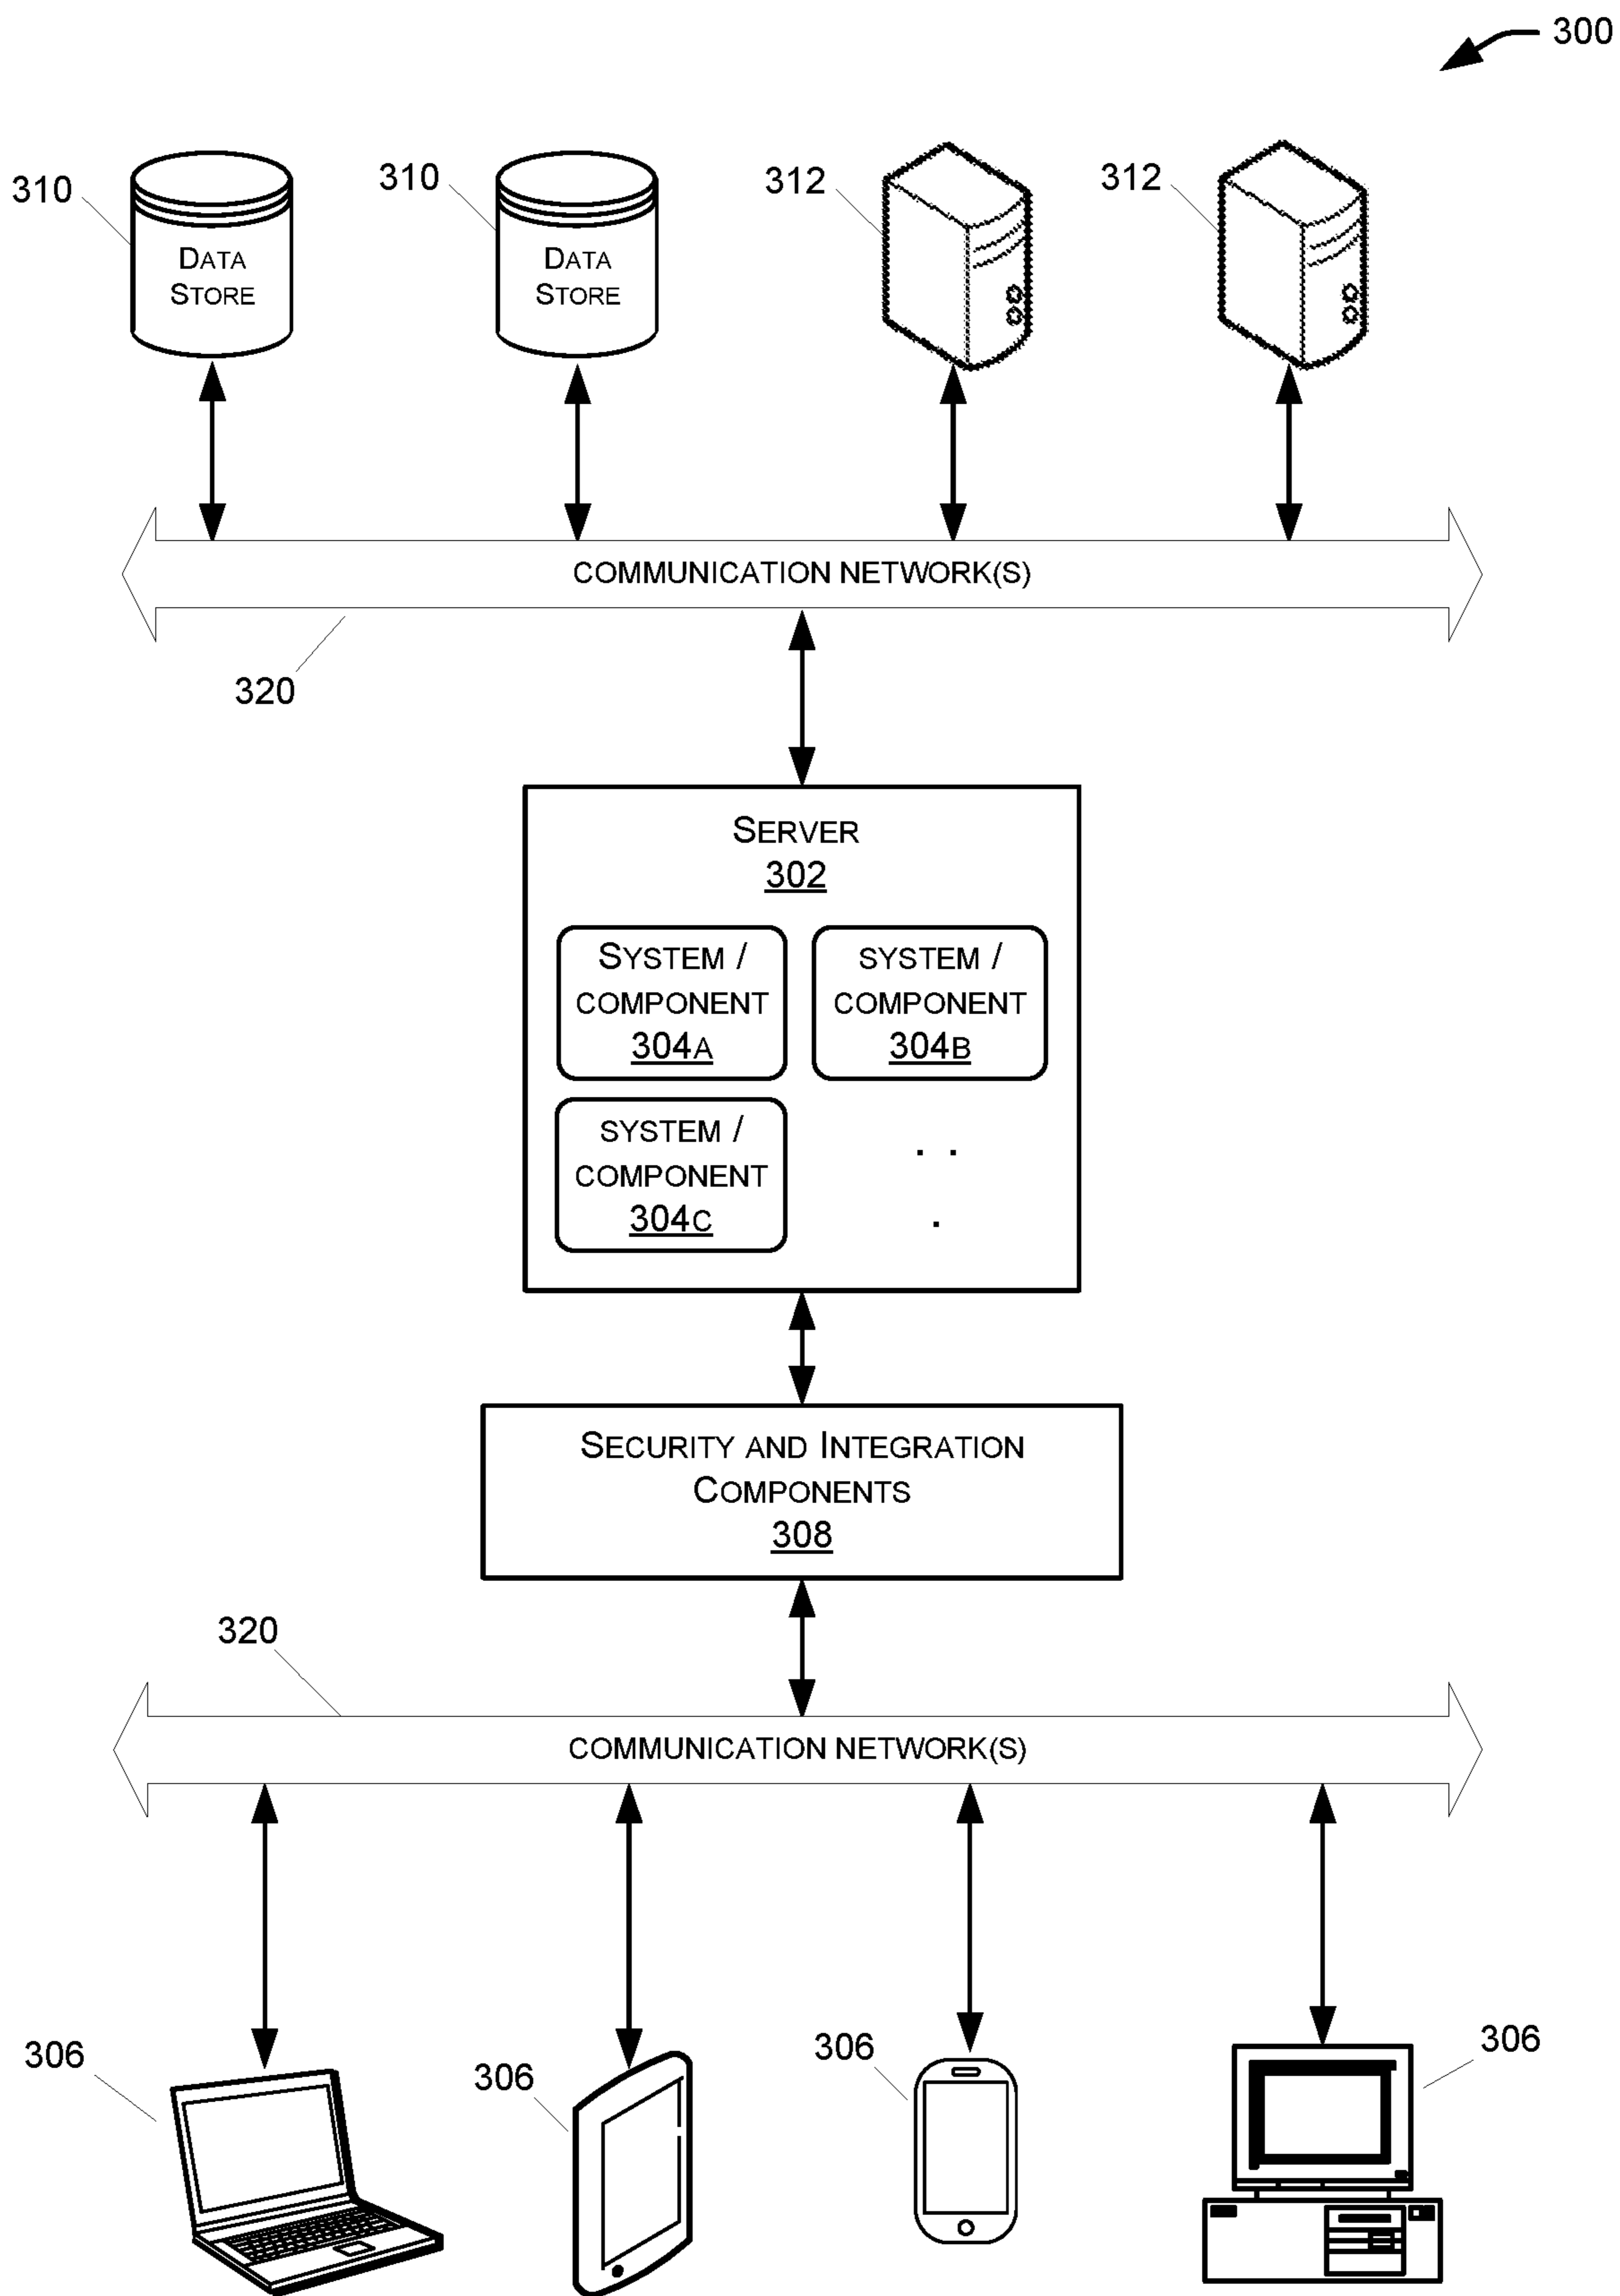 300
310
310
312
312
DATA
STORE
DATA
STORE
COMMUNICATION NETWORK(S)
320
SERVER
302
SYSTEM /
COMPONENT
304A
SYSTEM /
COMPONENT
304B
SYSTEM /
COMPONENT
304C
. .
.
SECURITY AND INTEGRATION
COMPONENTS
308
320
COMMUNICATION NETWORK(S)
306
306
306
306